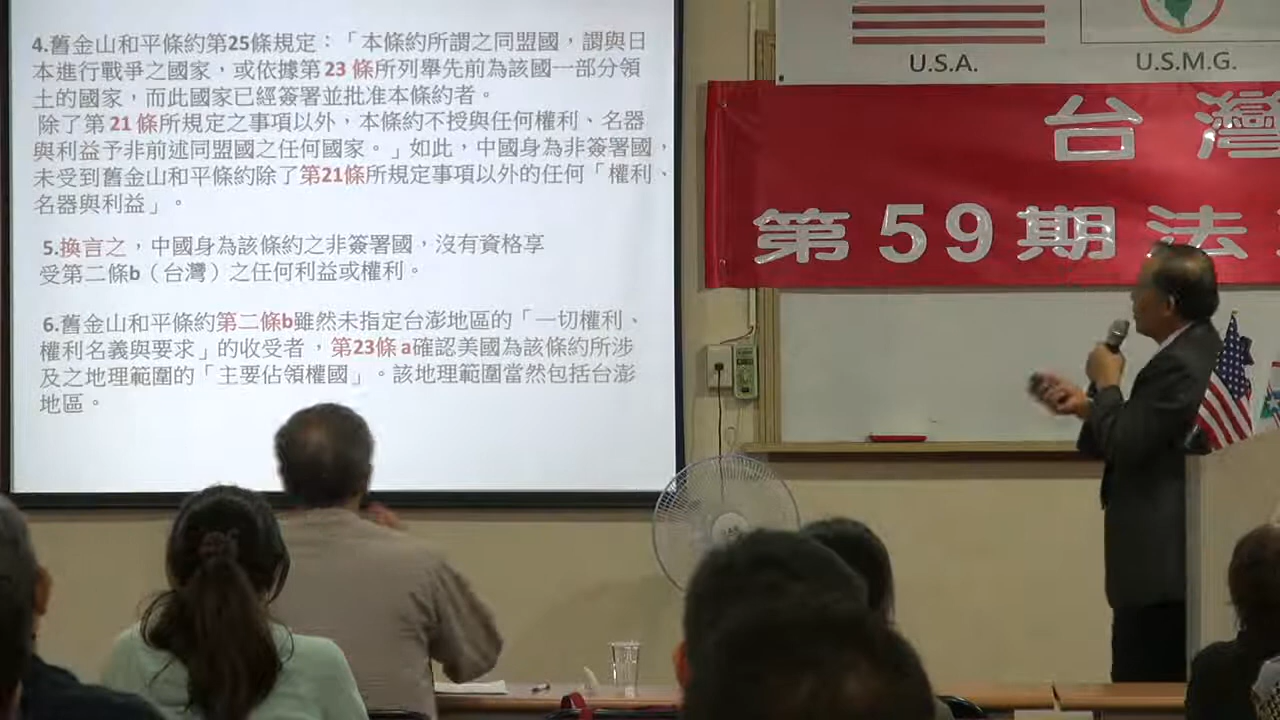 4.舊金山和平條約第25條規定：「本條約所謂之同盟國，謂與日
本進行戰爭之國家，或依據第 23 條所列舉先前為該國一部分領
土的國家，而此國家已經簽署並批准本條約者。
除了第 21 條所規定之事項以外，本條約不授與任何權利、名器
與利益予非前述同盟國之任何國家。」如此，中國身為非簽署國，
未受到舊金山和平條約除了第21條所規定事項以外的任何「權利、
名器與利益」。
5.換言之，中國身為該條約之非簽署國，沒有資格享
受第二條b（台灣）之任何利益或權利。
6.舊金山和平條約第二條b雖然未指定台澎地區的「一切權利、
權利名義與要求」的收受者，第23條 a確認美國為該條約所涉
及之地理範圍的「主要佔領權國」。該地理範圍當然包括台澎
地區。
U.S.A.
U.S.M.G.
台灣
第59期法